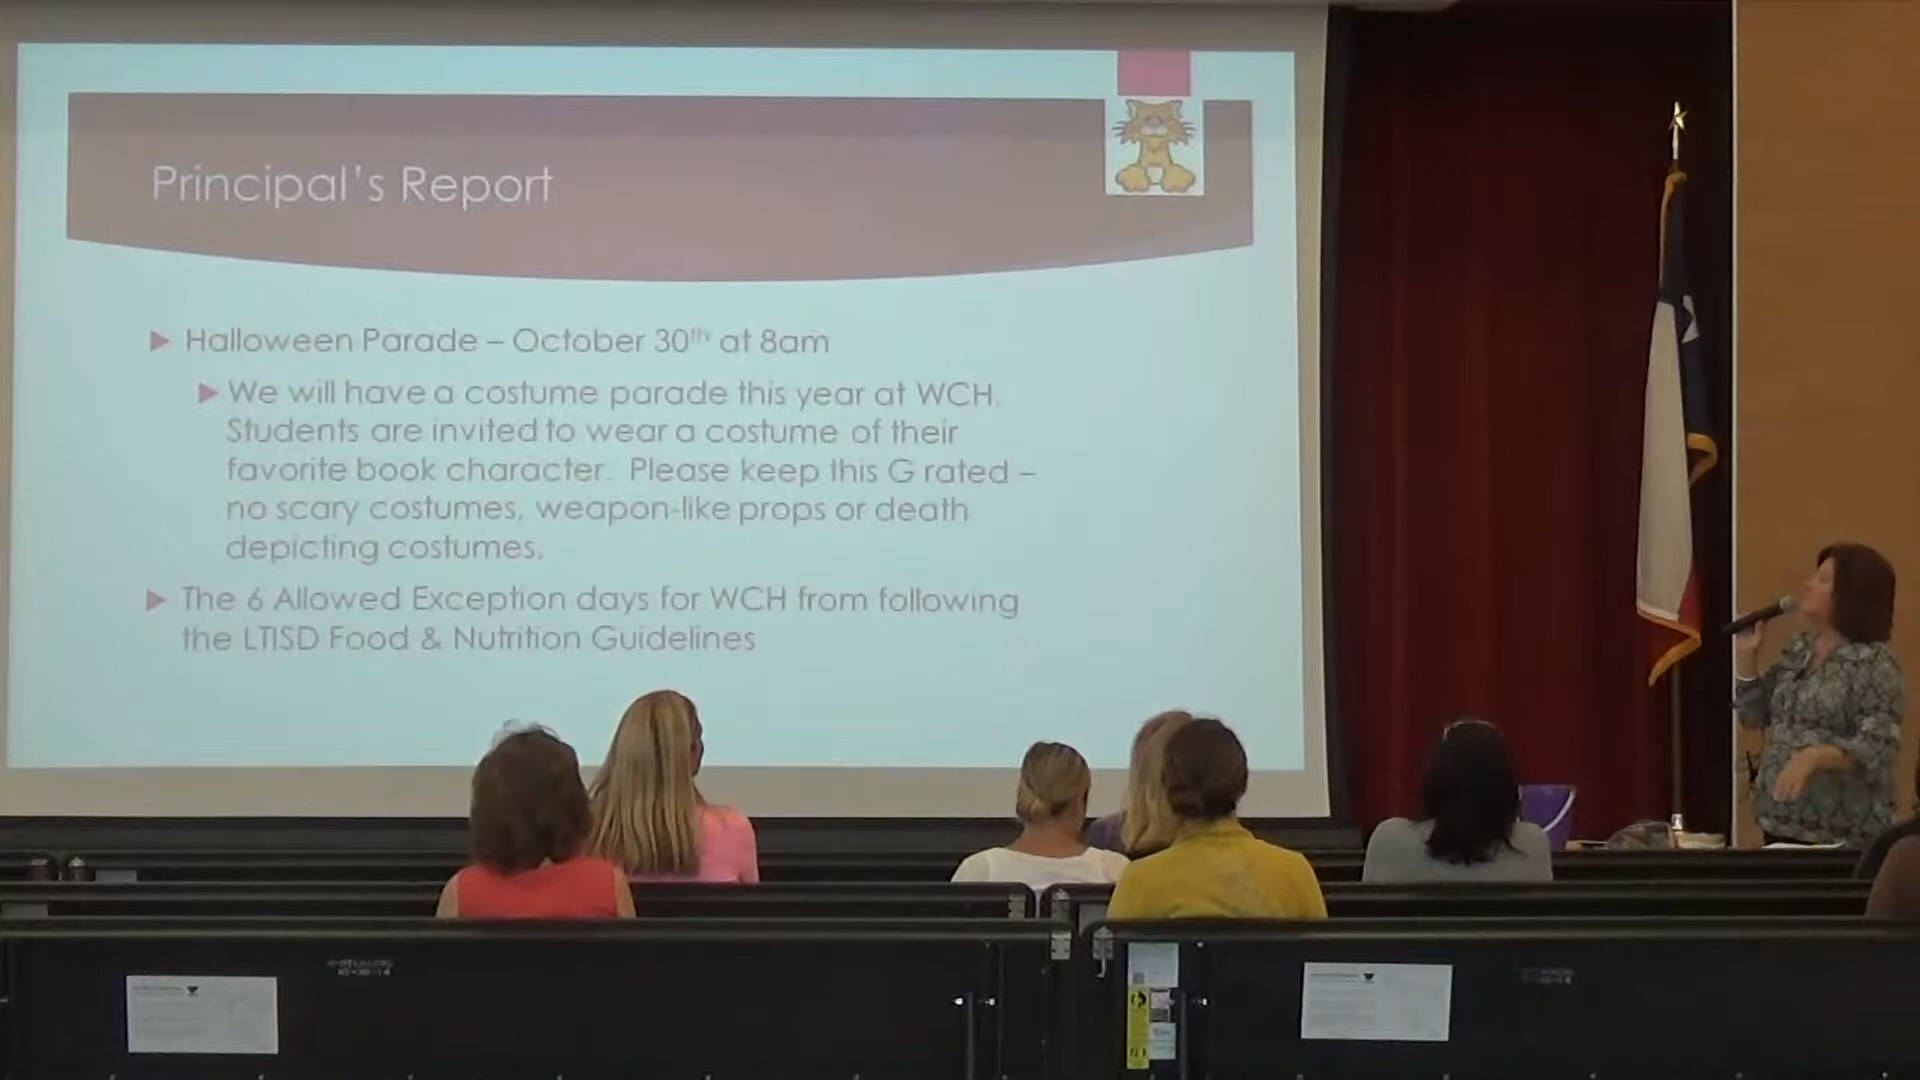 Principal's Report
Halloween Parade – October 30th at 8am
We will have a costume parade this year at WCH.
Students are invited to wear a costume of their
favorite book character. Please keep this G rated –
no scary costumes, weapon-like props or death
depicting costumes.
The 6 Allowed Exception days for WCH from following
the LTISD Food & Nutrition Guidelines